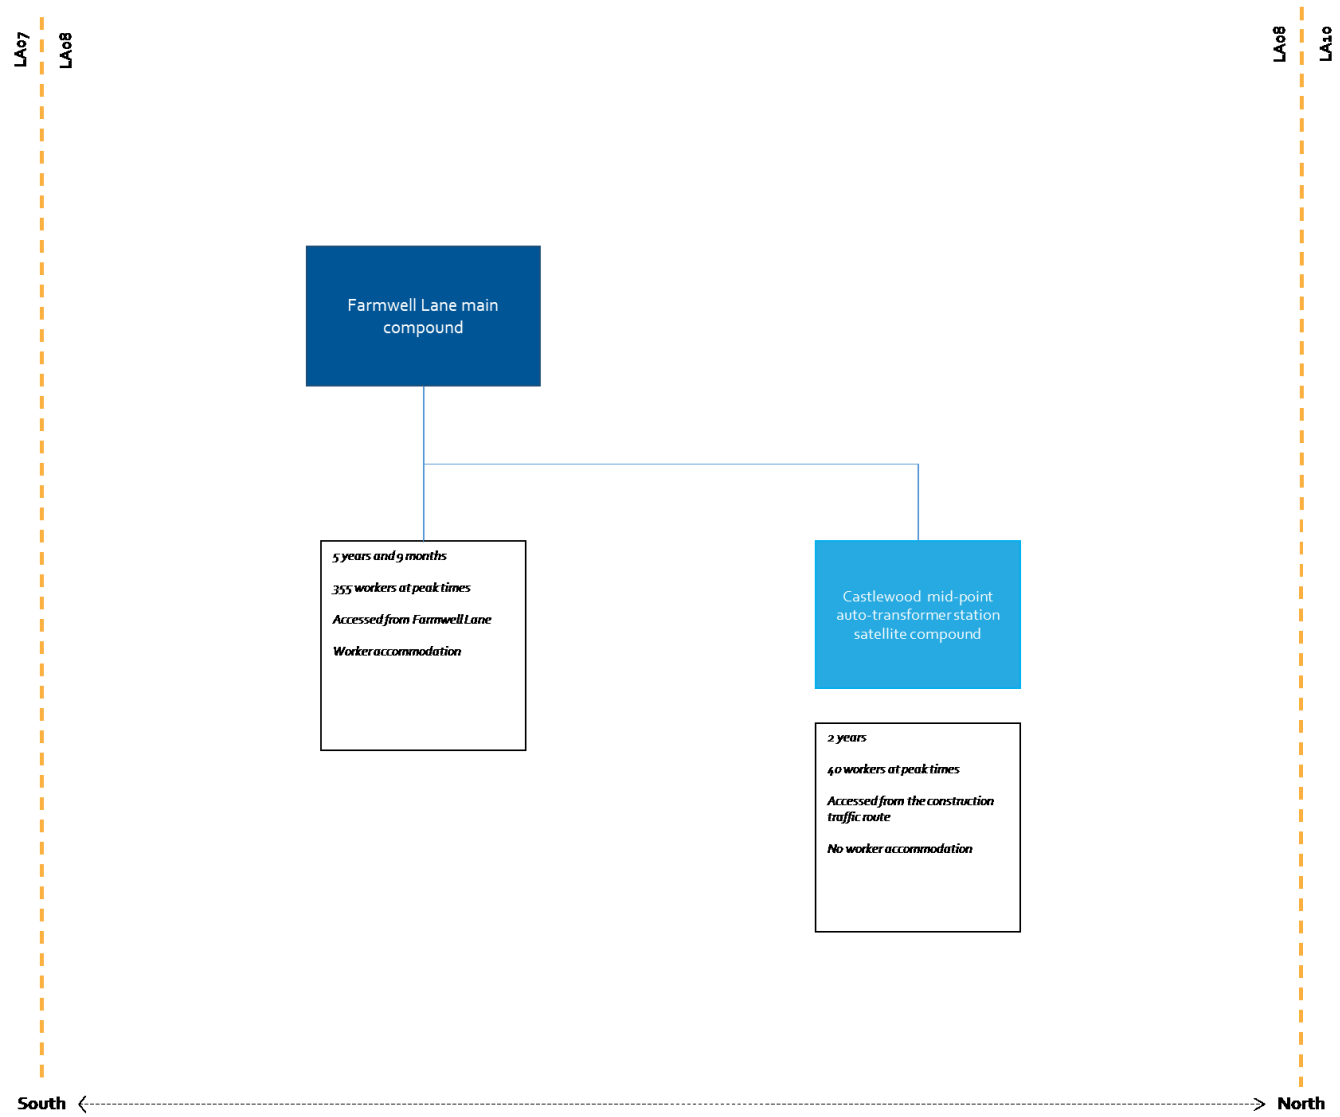 LA07
LA08
LA08
LA10
Farmwell Lane main
compound
5 years and 9 months
355 workers at peak times
Accessed from Farmwell Lane
Worker accommodation
Castlewood mid-point
auto-transformer station
satellite compound
2 years
40 workers at peak times
Accessed from the construction
traffic route
No worker accommodation
South
North